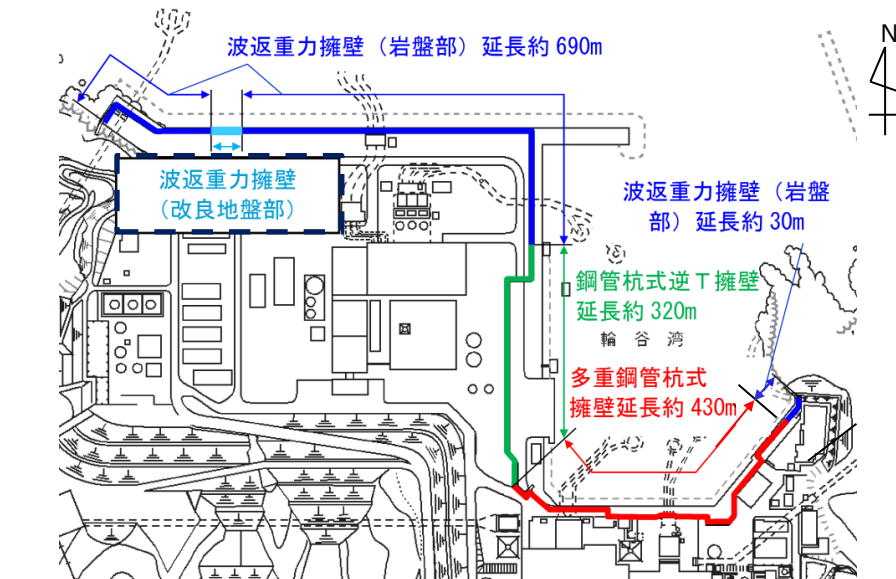 波返重力擁壁（岩盤部）延長約 690m
N
波返重力擁壁
（改良地盤部）
波返重力擁壁（岩盤
部）延長約 30m
鋼管杭式逆Ｔ擁壁
延長約 320m
輪谷湾
多重鋼管杭式
擁壁延長約 430m